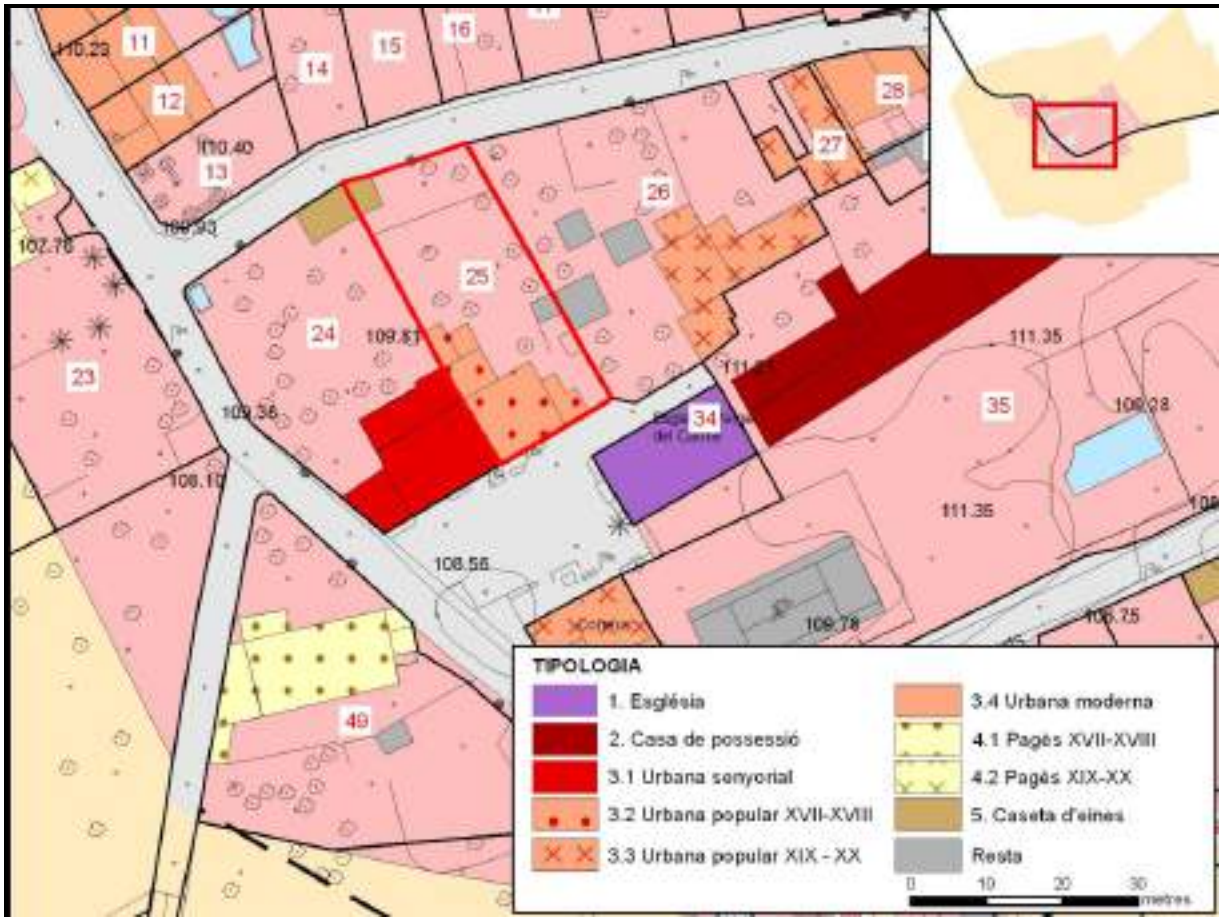 11
110.23
12
14
15
16
110.40
13
28
27
26
107.76
109.93
25
24
109.81
23
109.36
108.10
34
del Carme
111.35
35
109.28
111.35
108.56
109.78
49
TIPOLOGIA
1. Església
2. Casa de possessió
3.1 Urbana senyorial
3.2 Urbana popular XVII-XVIII
3.3 Urbana popular XIX - XX
3.4 Urbana moderna
4.1 Pagès XVII-XVIII
4.2 Pagès XIX-XX
5. Caseta d'eines
Resta
0 10 20 30
metres